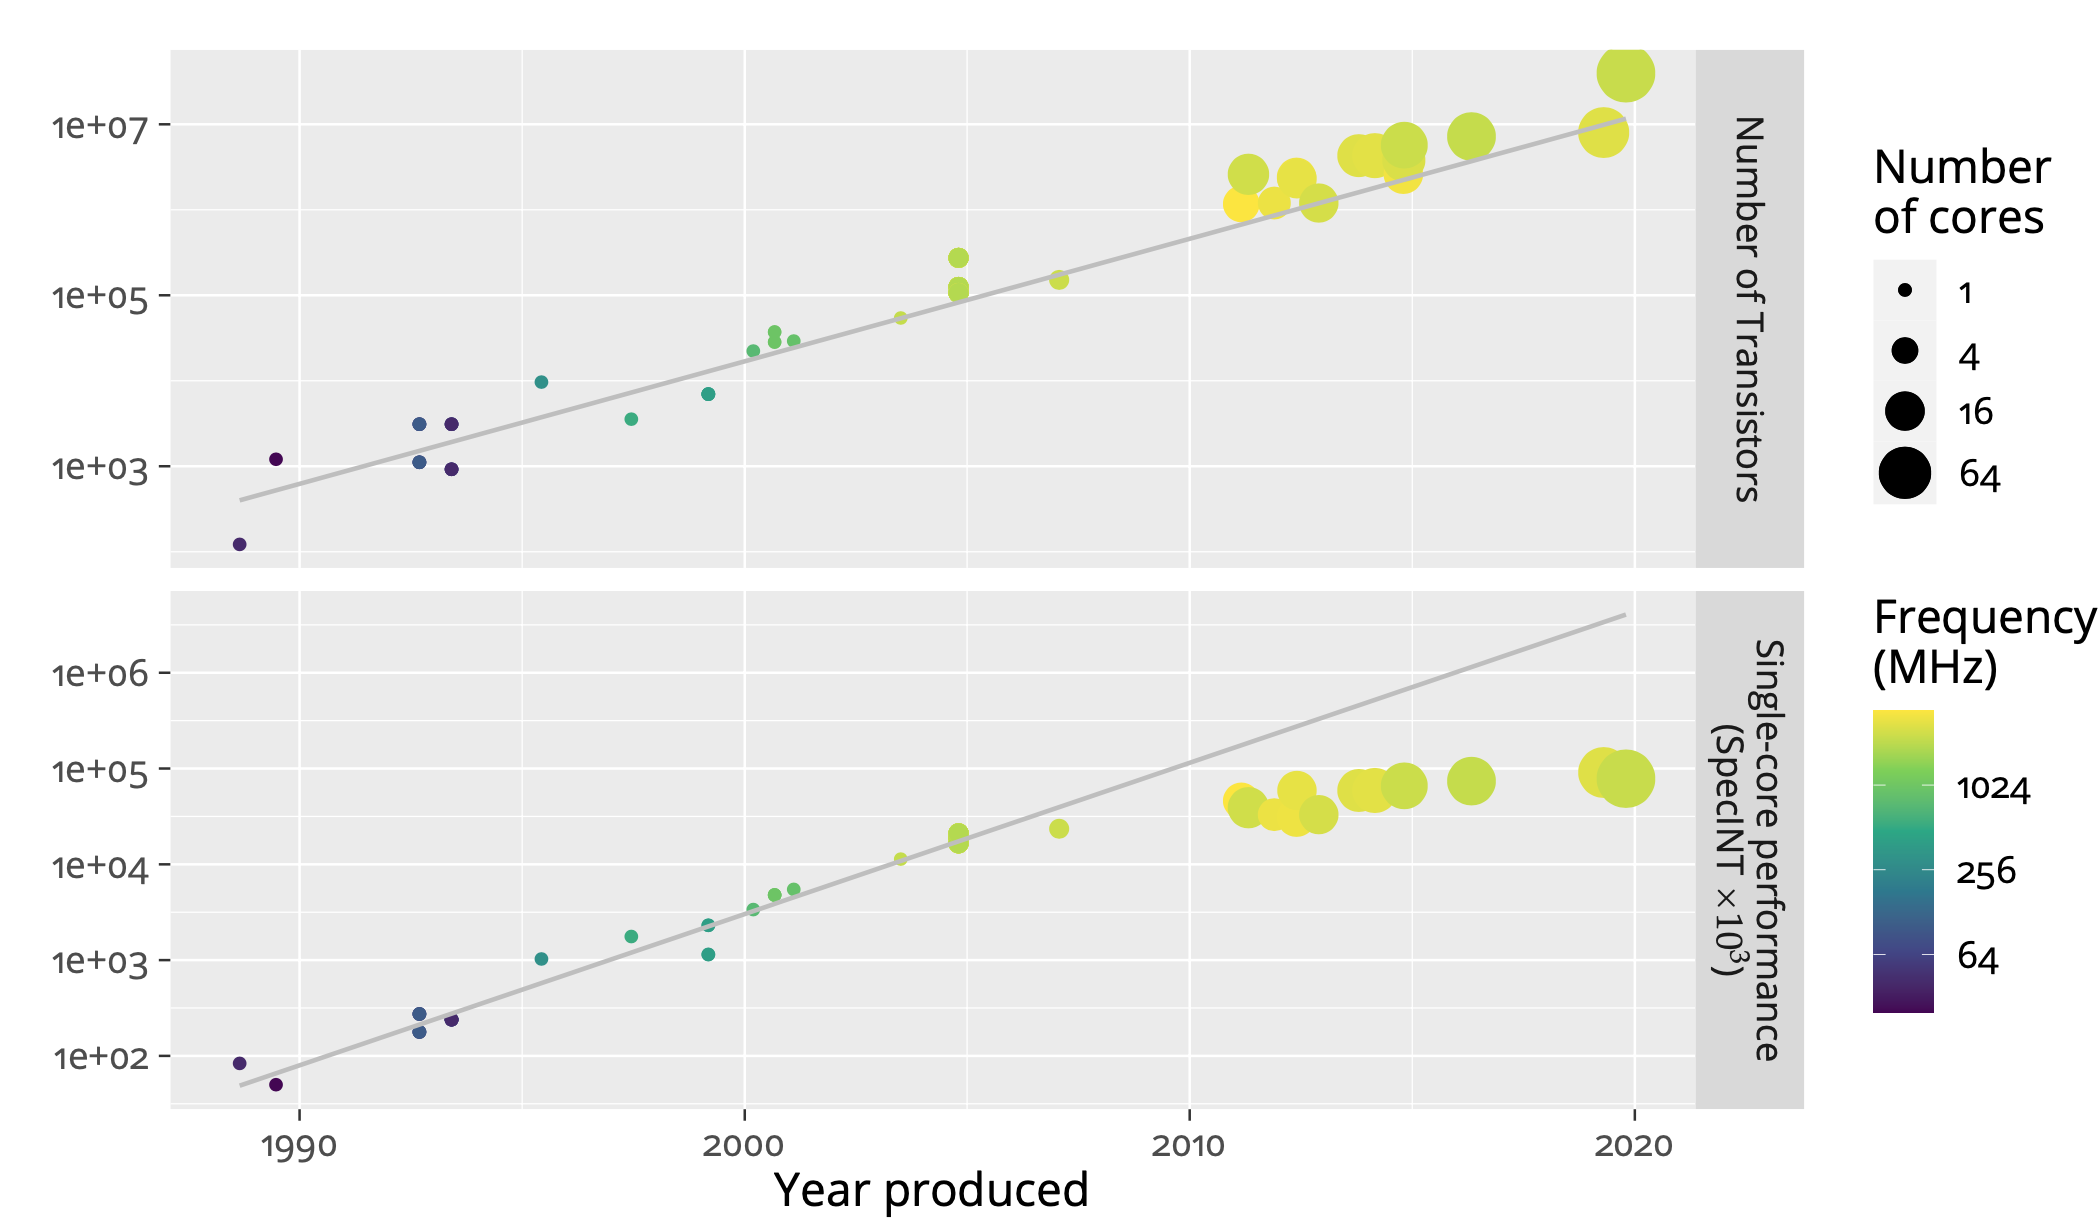 1e+07
1e+05
1e+03
Number of Transistors
1e+06
1e+05
1e+04
1e+03
1e+02
Single-core performance
(SpecINT ×10³)
1990 2000 2010 2020
Year produced
Number
of cores
1
4
16
64
Frequency
(MHz)
1024
256
64